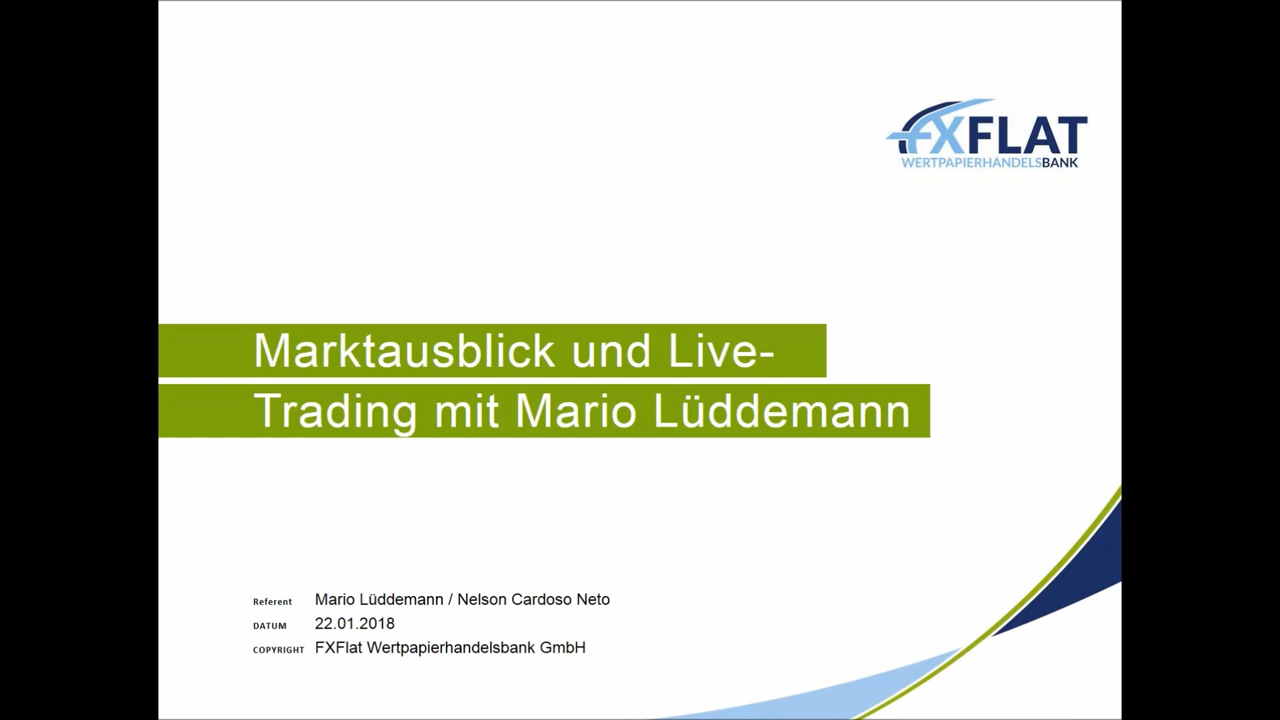 FXFLAT
WERTPAPIERHANDELSBANK
Marktausblick und Live-
Trading mit Mario Lüddemann
Referent Mario Lüddemann / Nelson Cardoso Neto
DATUM 22.01.2018
COPYRIGHT FXFlat Wertpapierhandelsbank GmbH